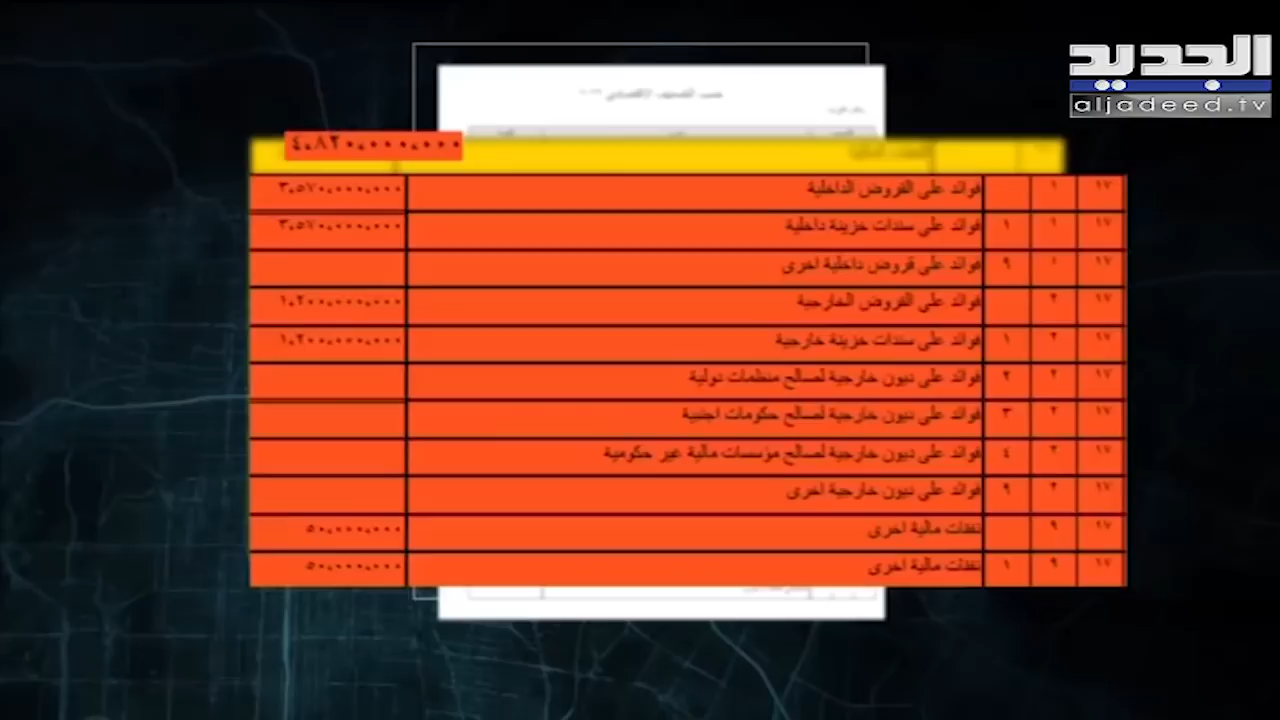 الجديد
aljadeed.tv
٤،٨٢٠،٠٠٠،٠٠٠
١٧ ١ فوائد على القروض الداخلية ٣،٥٧٠،٠٠٠،٠٠٠
١٧ ١ ١ فوائد على سندات خزينة داخلية ٣،٥٧٠،٠٠٠،٠٠٠
١٧ ١ ٩ فوائد على قروض داخلية اخرى
١٧ ٢ فوائد على القروض الخارجية ١،٢٠٠،٠٠٠،٠٠٠
١٧ ٢ ١ فوائد على سندات خزينة خارجية ١،٢٠٠،٠٠٠،٠٠٠
١٧ ٢ ٢ فوائد على ديون خارجية لصالح منظمات دولية
١٧ ٢ ٣ فوائد على ديون خارجية لصالح حكومات اجنبية
١٧ ٢ ٤ فوائد على ديون خارجية لصالح مؤسسات مالية غير حكومية
١٧ ٢ ٩ فوائد على ديون خارجية اخرى
١٧ ٩ نفقات مالية اخرى ٥٠،٠٠٠،٠٠٠
١٧ ٩ ١ نفقات مالية اخرى ٥٠،٠٠٠،٠٠٠